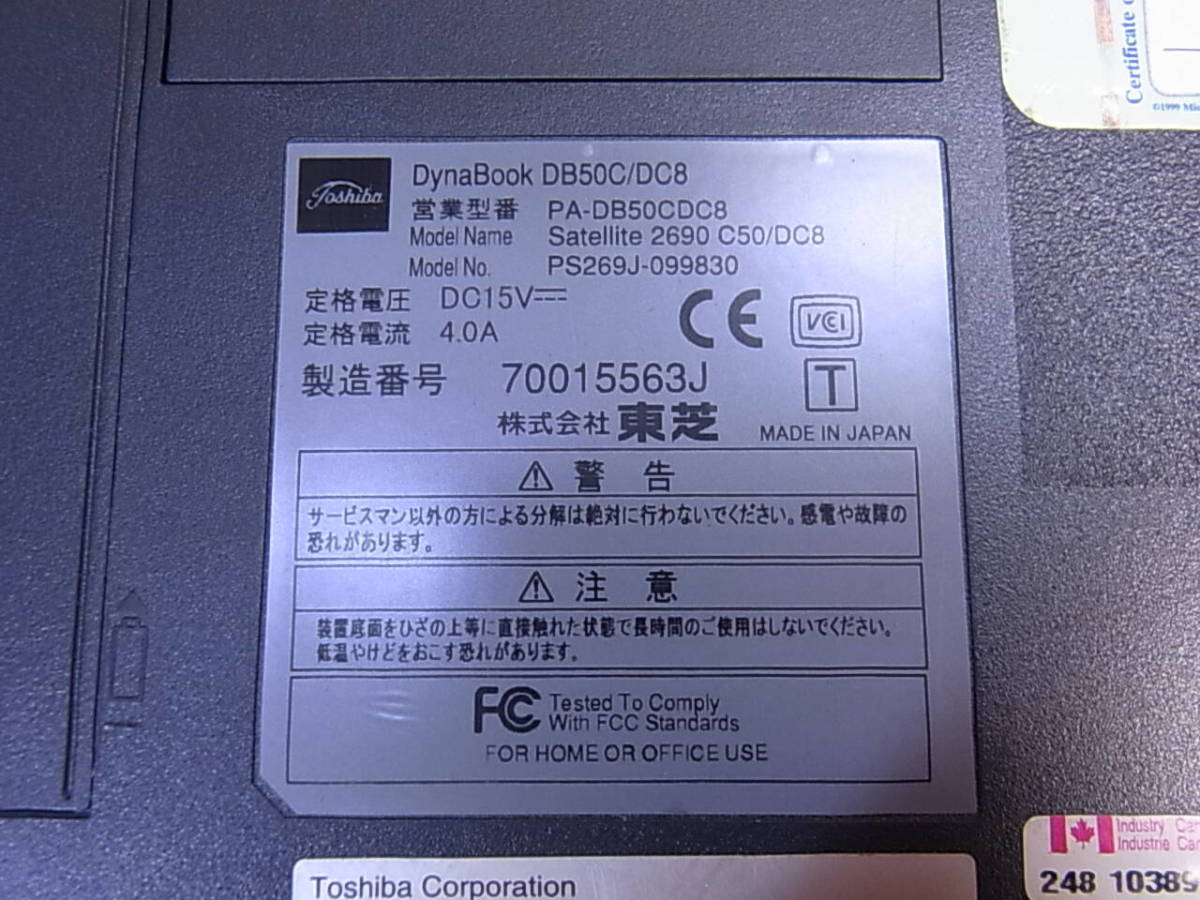 Certificate
©1999 Mic
Toshiba
DynaBook DB50C/DC8
営業型番 PA-DB50CDC8
Model Name Satellite 2690 C50/DC8
Model No. PS269J-099830
定格電圧 DC15V⎓
定格電流 4.0A
CE
VCI
製造番号 70015563J
T
株式会社 東芝
MADE IN JAPAN
⚠ 警 告
サービスマン以外の方による分解は絶対に行わないでください。感電や故障の
恐れがあります。
⚠ 注 意
装置底面をひざの上等に直接触れた状態で長時間のご使用はしないでください。
低温やけどをおこす恐れがあります。
FC Tested To Comply
With FCC Standards
FOR HOME OR OFFICE USE
Industry Can
Industrie Can
248 10389
Toshiba Corporation